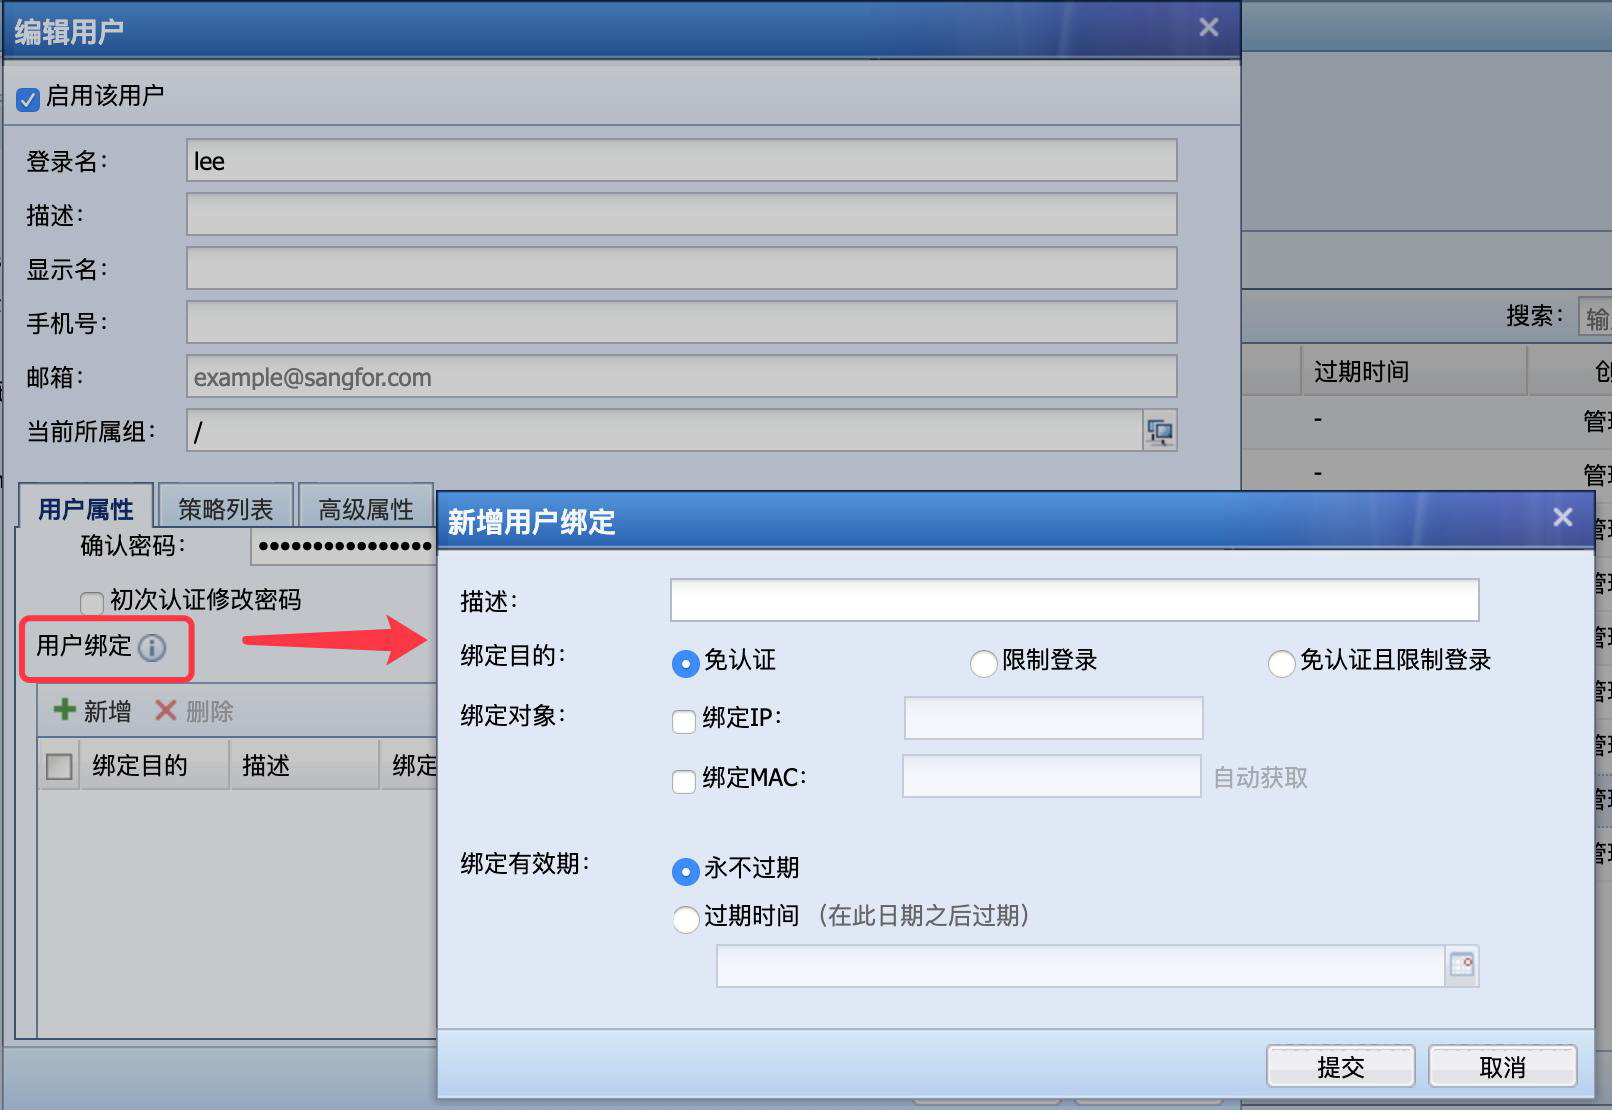 编辑用户
启用该用户
登录名： lee
描述：
显示名：
手机号：
邮箱： example@sangfor.com
当前所属组： /
搜索：
过期时间
-
-
用户属性 策略列表 高级属性
确认密码： ●●●●●●●●●●●●●●●●
初次认证修改密码
用户绑定
新增 删除
绑定目的 描述 绑定
新增用户绑定
描述：
绑定目的： 免认证 限制登录 免认证且限制登录
绑定对象： 绑定IP：
绑定MAC： 自动获取
绑定有效期： 永不过期
过期时间 （在此日期之后过期）
提交 取消